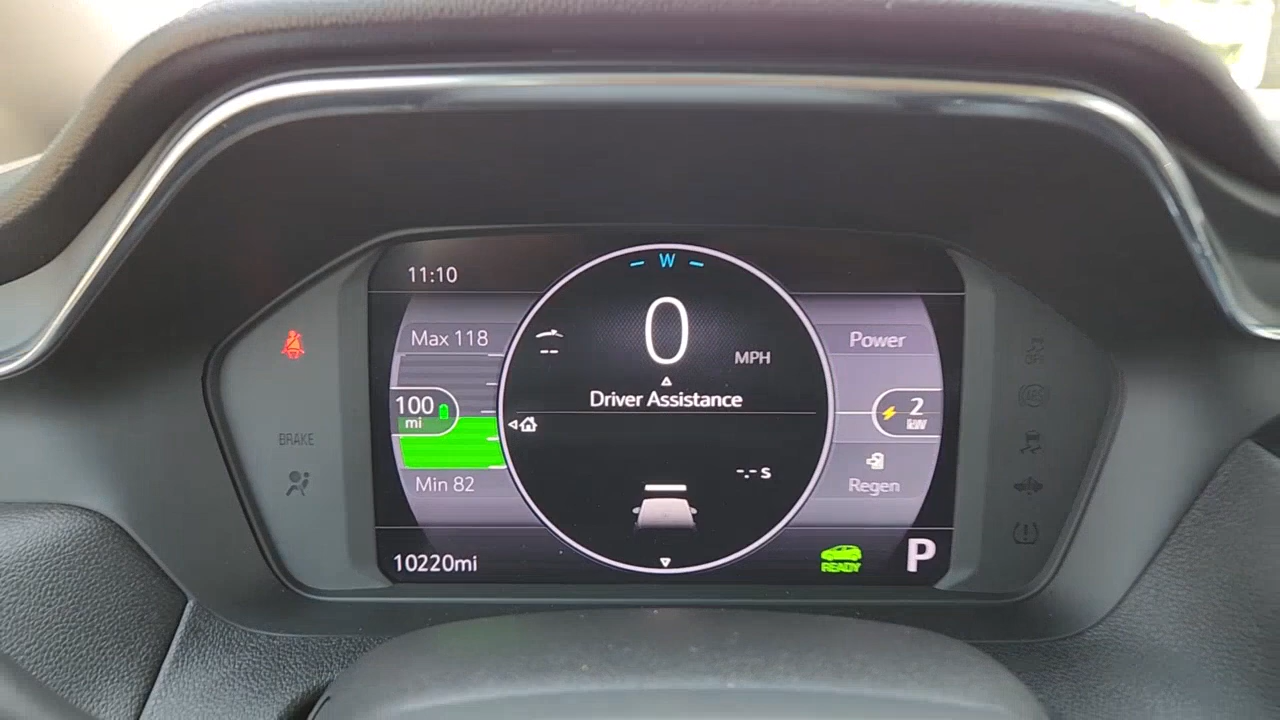 W
11:10
0
MPH
Max 118
Power
Driver Assistance
100
mi
2
kW
--
-.- s
Min 82
Regen
BRAKE
10220mi
READY
P
ABS